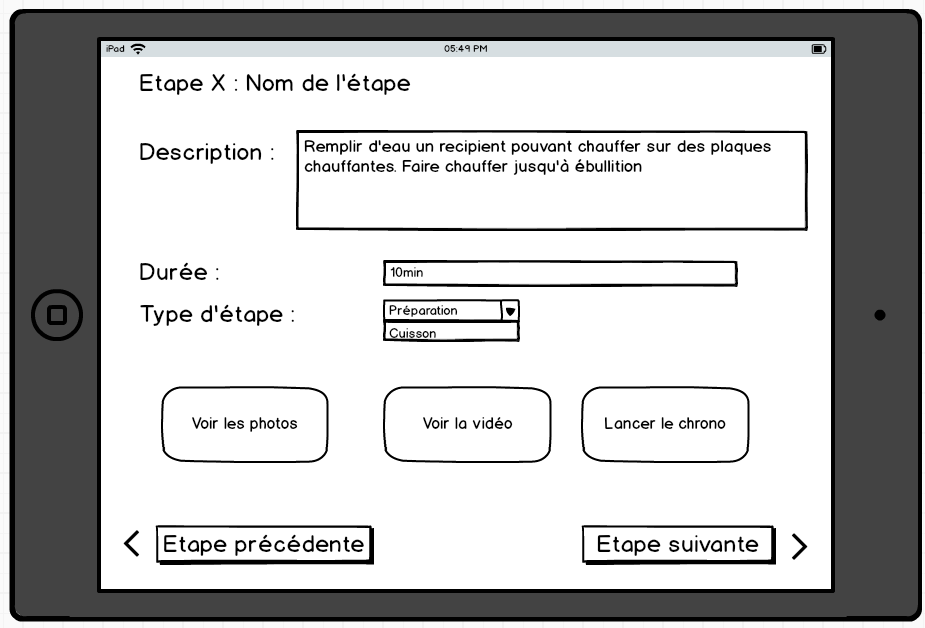 iPad 05:49 PM
Etape X : Nom de l'étape
Description :
Remplir d'eau un recipient pouvant chauffer sur des plaques
chauffantes. Faire chauffer jusqu'à ébullition
Durée :
10min
Type d'étape :
Préparation
Cuisson
Voir les photos
Voir la vidéo
Lancer le chrono
Etape précédente
Etape suivante